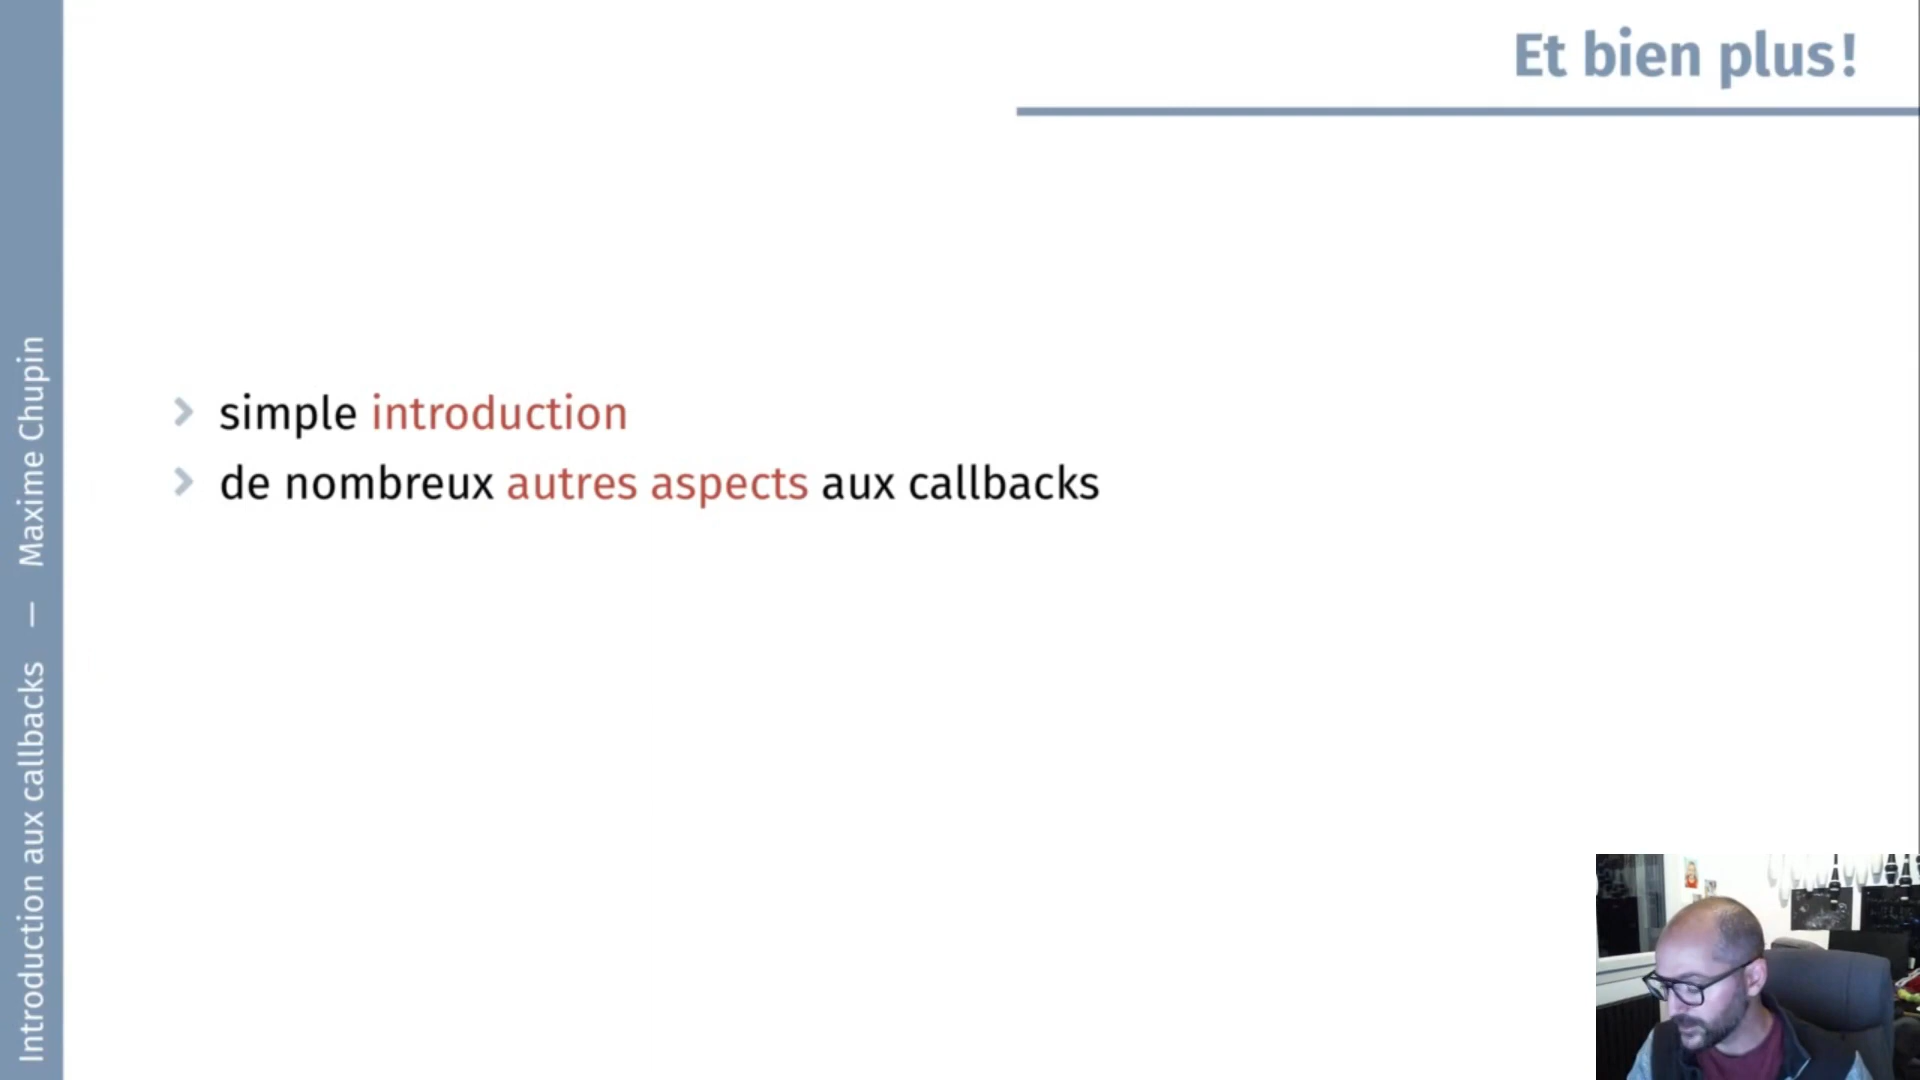 Et bien plus !
simple introduction
de nombreux autres aspects aux callbacks
Introduction aux callbacks — Maxime Chupin